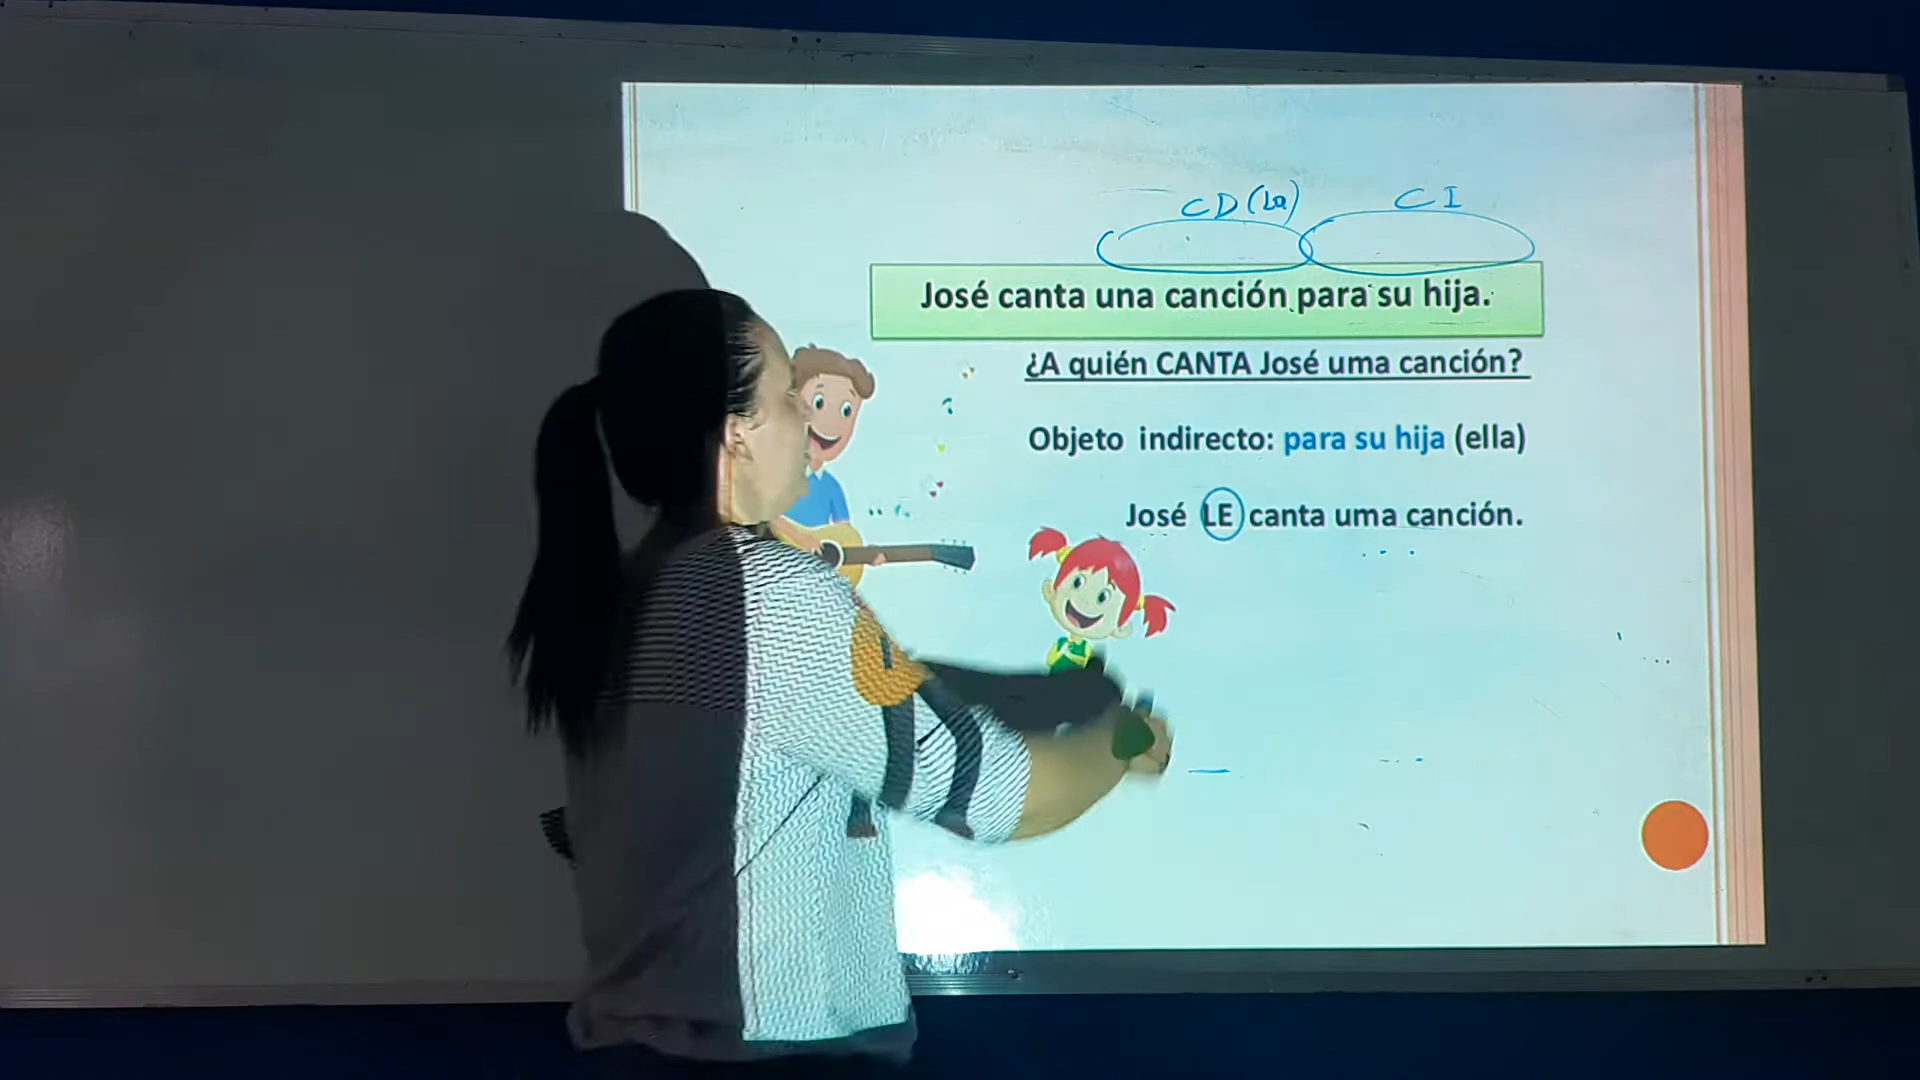 CD (La) CI
José canta una canción para su hija.
¿A quién CANTA José uma canción?
Objeto indirecto: para su hija (ella)
José LE canta uma canción.